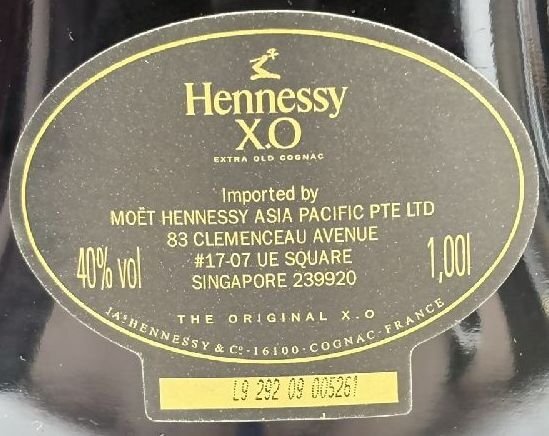 Hennessy
X.O
EXTRA OLD COGNAC
Imported by
MOËT HENNESSY ASIA PACIFIC PTE LTD
83 CLEMENCEAU AVENUE
#17-07 UE SQUARE
SINGAPORE 239920
40% vol
1,00l
THE ORIGINAL X.O
JAS HENNESSY & Co - 16100 - COGNAC - FRANCE
L9 292 09 005261